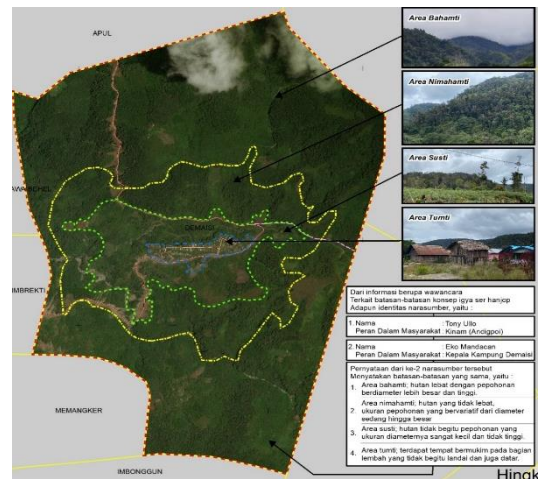 APUL
MBREKTI
DEMAISI
MEMANGKER
IMBONGGUN
Area Bahamti
Area Nimahamti
Area Susti
Area Tumti
Dari informasi berupa wawancara
Terkait batasan-batasan konsep igya ser hanjop
Adapun identitas narasumber, yaitu :
1. Nama : Tony Ullo
Peran Dalam Masyarakat : Kinam (Andigpoi)
2. Nama : Eko Mandacan
Peran Dalam Masyarakat : Kepala Kampung Demaisi
Pernyataan dari ke-2 narasumber tersebut
Menyatakan batasan-batasan yang sama, yaitu :
1. Area bahamti; hutan lebat dengan pepohonan
berdiameter lebih besar dan tinggi.
Area nimahamti; hutan yang tidak lebat,
2. ukuran pepohonan yang bervariatif dari diameter
sedang hingga besar
3. Area susti; hutan tidak begitu pepohonan yang
ukuran diameternya sangat kecil dan tidak tinggi.
4. Area tumti; terdapat tempat bermukim pada bagian
lembah yang tidak begitu landai dan juga datar.
Hingk